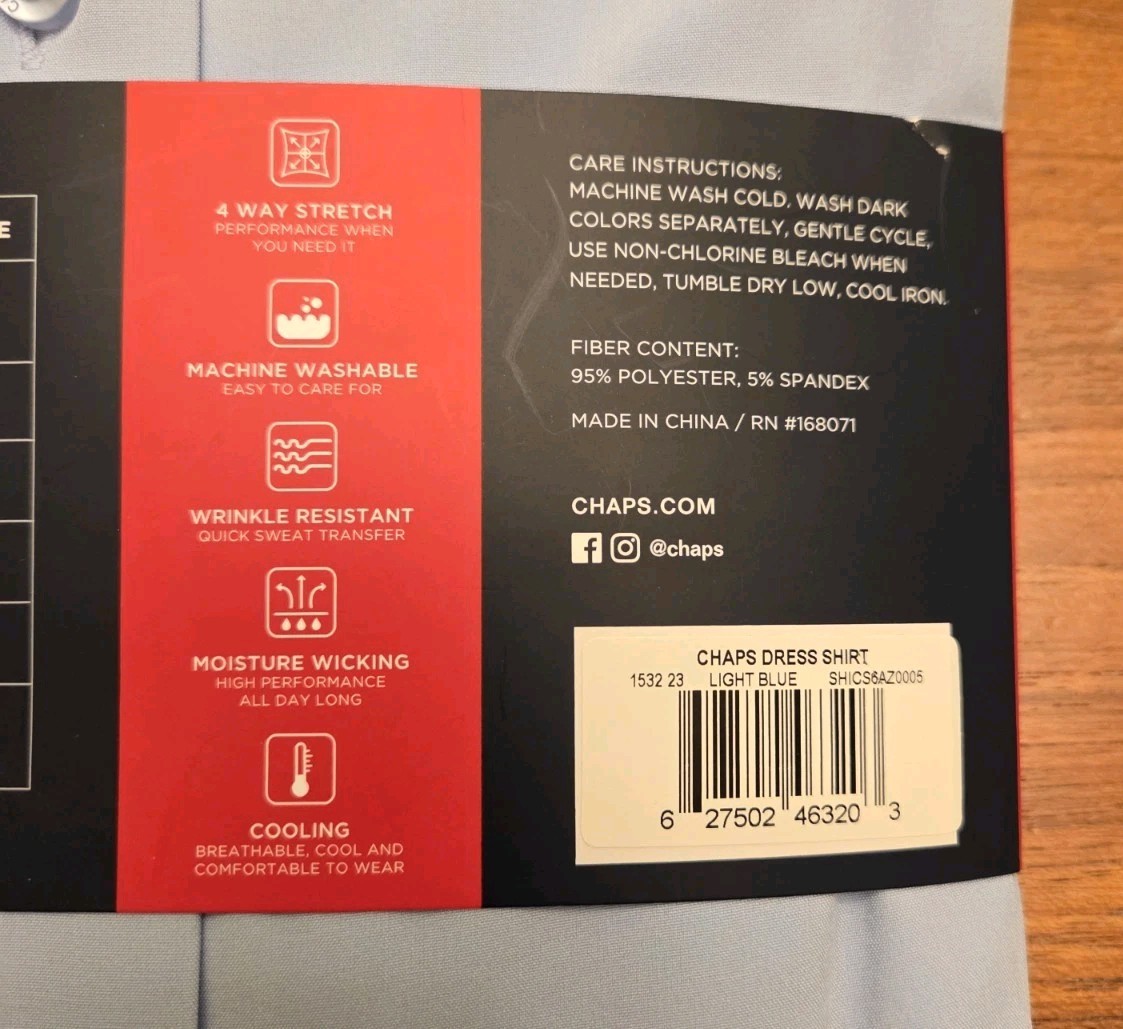 E
4 WAY STRETCH
PERFORMANCE WHEN
YOU NEED IT
MACHINE WASHABLE
EASY TO CARE FOR
WRINKLE RESISTANT
QUICK SWEAT TRANSFER
MOISTURE WICKING
HIGH PERFORMANCE
ALL DAY LONG
COOLING
BREATHABLE, COOL AND
COMFORTABLE TO WEAR
CARE INSTRUCTIONS:
MACHINE WASH COLD. WASH DARK
COLORS SEPARATELY, GENTLE CYCLE,
USE NON-CHLORINE BLEACH WHEN
NEEDED, TUMBLE DRY LOW, COOL IRON.
FIBER CONTENT:
95% POLYESTER, 5% SPANDEX
MADE IN CHINA / RN #168071
CHAPS.COM
@chaps
CHAPS DRESS SHIRT
1532 23 LIGHT BLUE SHICS6AZ0005
6 27502 46320 3